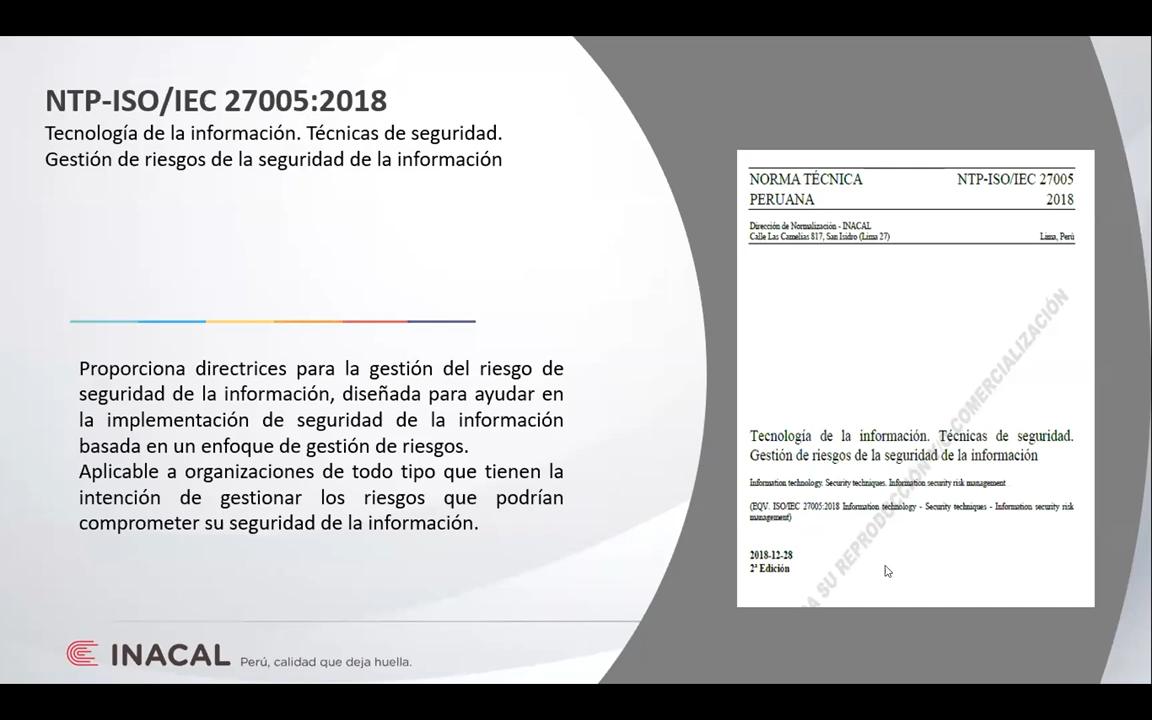 NTP-ISO/IEC 27005:2018
Tecnología de la información. Técnicas de seguridad.
Gestión de riesgos de la seguridad de la información
Proporciona directrices para la gestión del riesgo de
seguridad de la información, diseñada para ayudar en
la implementación de seguridad de la información
basada en un enfoque de gestión de riesgos.
Aplicable a organizaciones de todo tipo que tienen la
intención de gestionar los riesgos que podrían
comprometer su seguridad de la información.
INACAL Perú, calidad que deja huella.
NORMA TÉCNICA NTP-ISO/IEC 27005
PERUANA 2018
Dirección de Normalización - INACAL
Calle Las Camelias 817, San Isidro (Lima 27) Lima, Perú
Tecnología de la información. Técnicas de seguridad.
Gestión de riesgos de la seguridad de la información
Information technology. Security techniques. Information security risk management
(EQV. ISO/IEC 27005:2018 Information technology - Security techniques - Information security risk
management)
2018-12-28
2ª Edición
SU REPRODUCCIÓN COMERCIALIZACIÓN